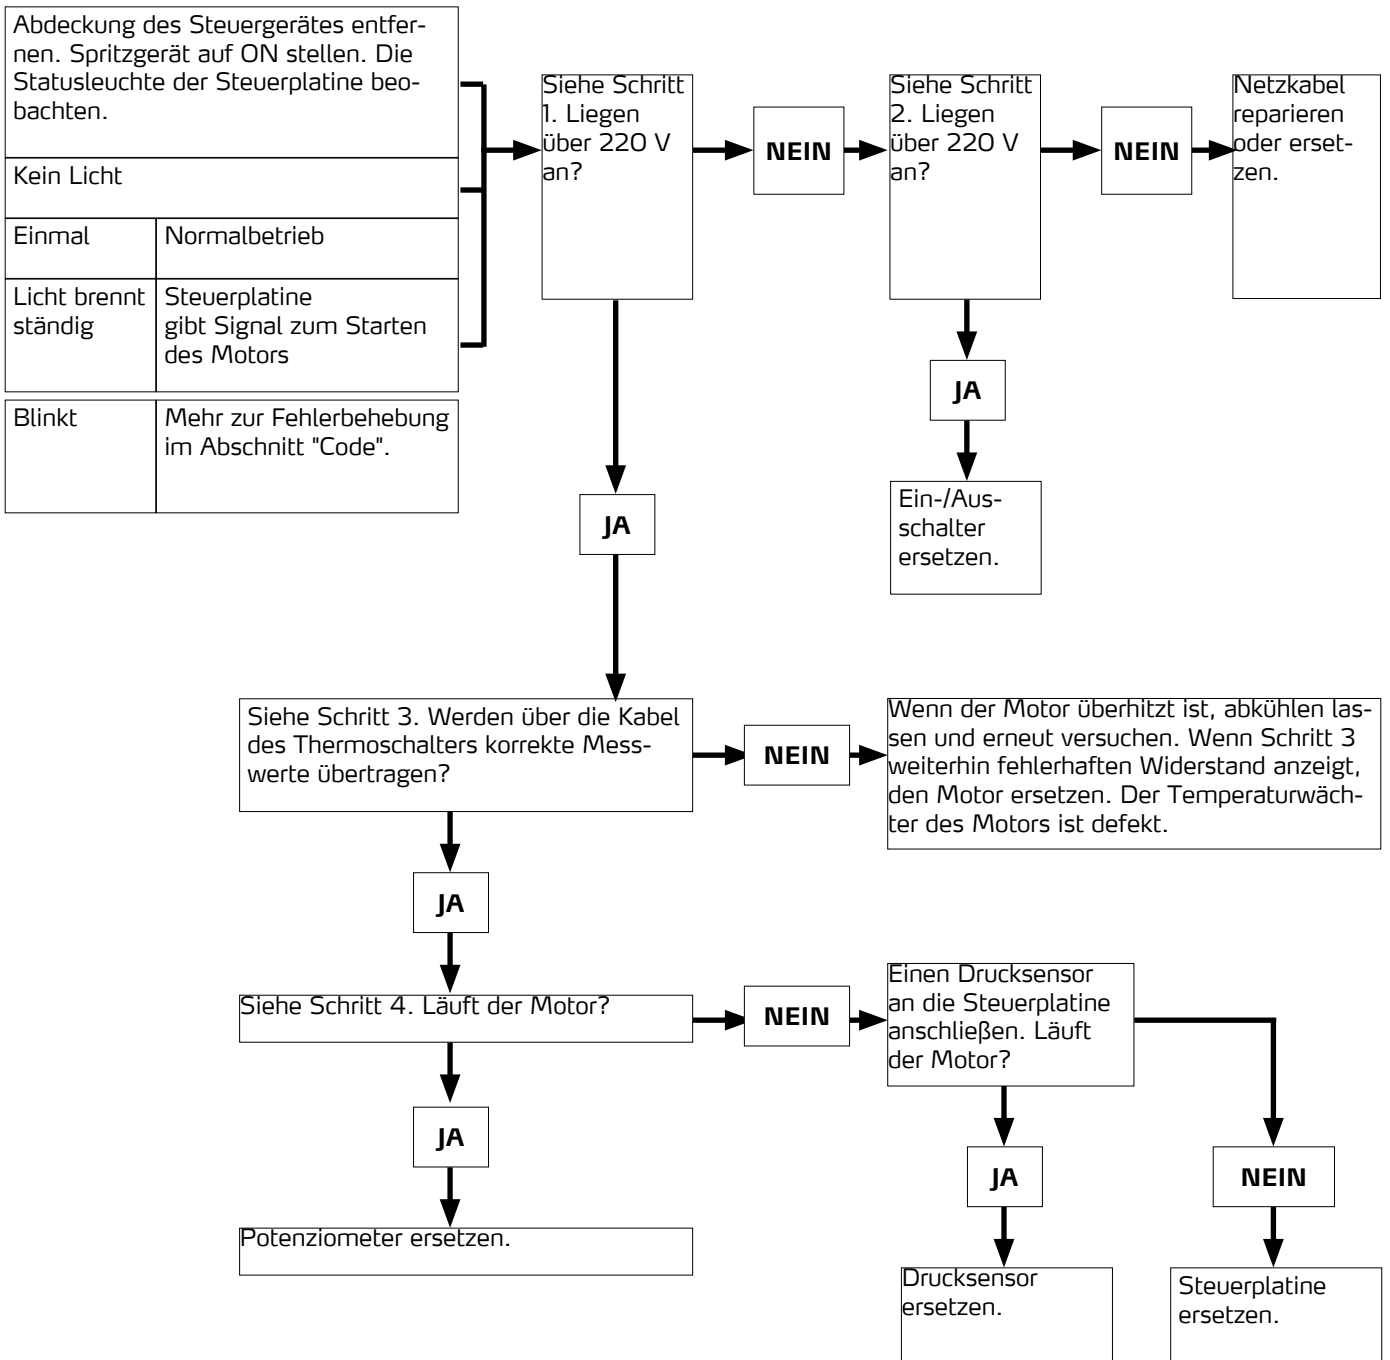 Abdeckung des Steuergerätes entfer-
nen. Spritzgerät auf ON stellen. Die
Statusleuchte der Steuerplatine beo-
bachten.
Kein Licht
Einmal
Normalbetrieb
Licht brennt
ständig
Steuerplatine
gibt Signal zum Starten
des Motors
Blinkt
Mehr zur Fehlerbehebung
im Abschnitt "Code".
Siehe Schritt
1. Liegen
über 220 V
an?
NEIN
Siehe Schritt
2. Liegen
über 220 V
an?
NEIN
Netzkabel
reparieren
oder erset-
zen.
JA
Ein-/Aus-
schalter
ersetzen.
JA
Siehe Schritt 3. Werden über die Kabel
des Thermoschalters korrekte Mess-
werte übertragen?
NEIN
Wenn der Motor überhitzt ist, abkühlen las-
sen und erneut versuchen. Wenn Schritt 3
weiterhin fehlerhaften Widerstand anzeigt,
den Motor ersetzen. Der Temperaturwäch-
ter des Motors ist defekt.
JA
Siehe Schritt 4. Läuft der Motor?
NEIN
Einen Drucksensor
an die Steuerplatine
anschließen. Läuft
der Motor?
JA
Potenziometer ersetzen.
JA
Drucksensor
ersetzen.
NEIN
Steuerplatine
ersetzen.